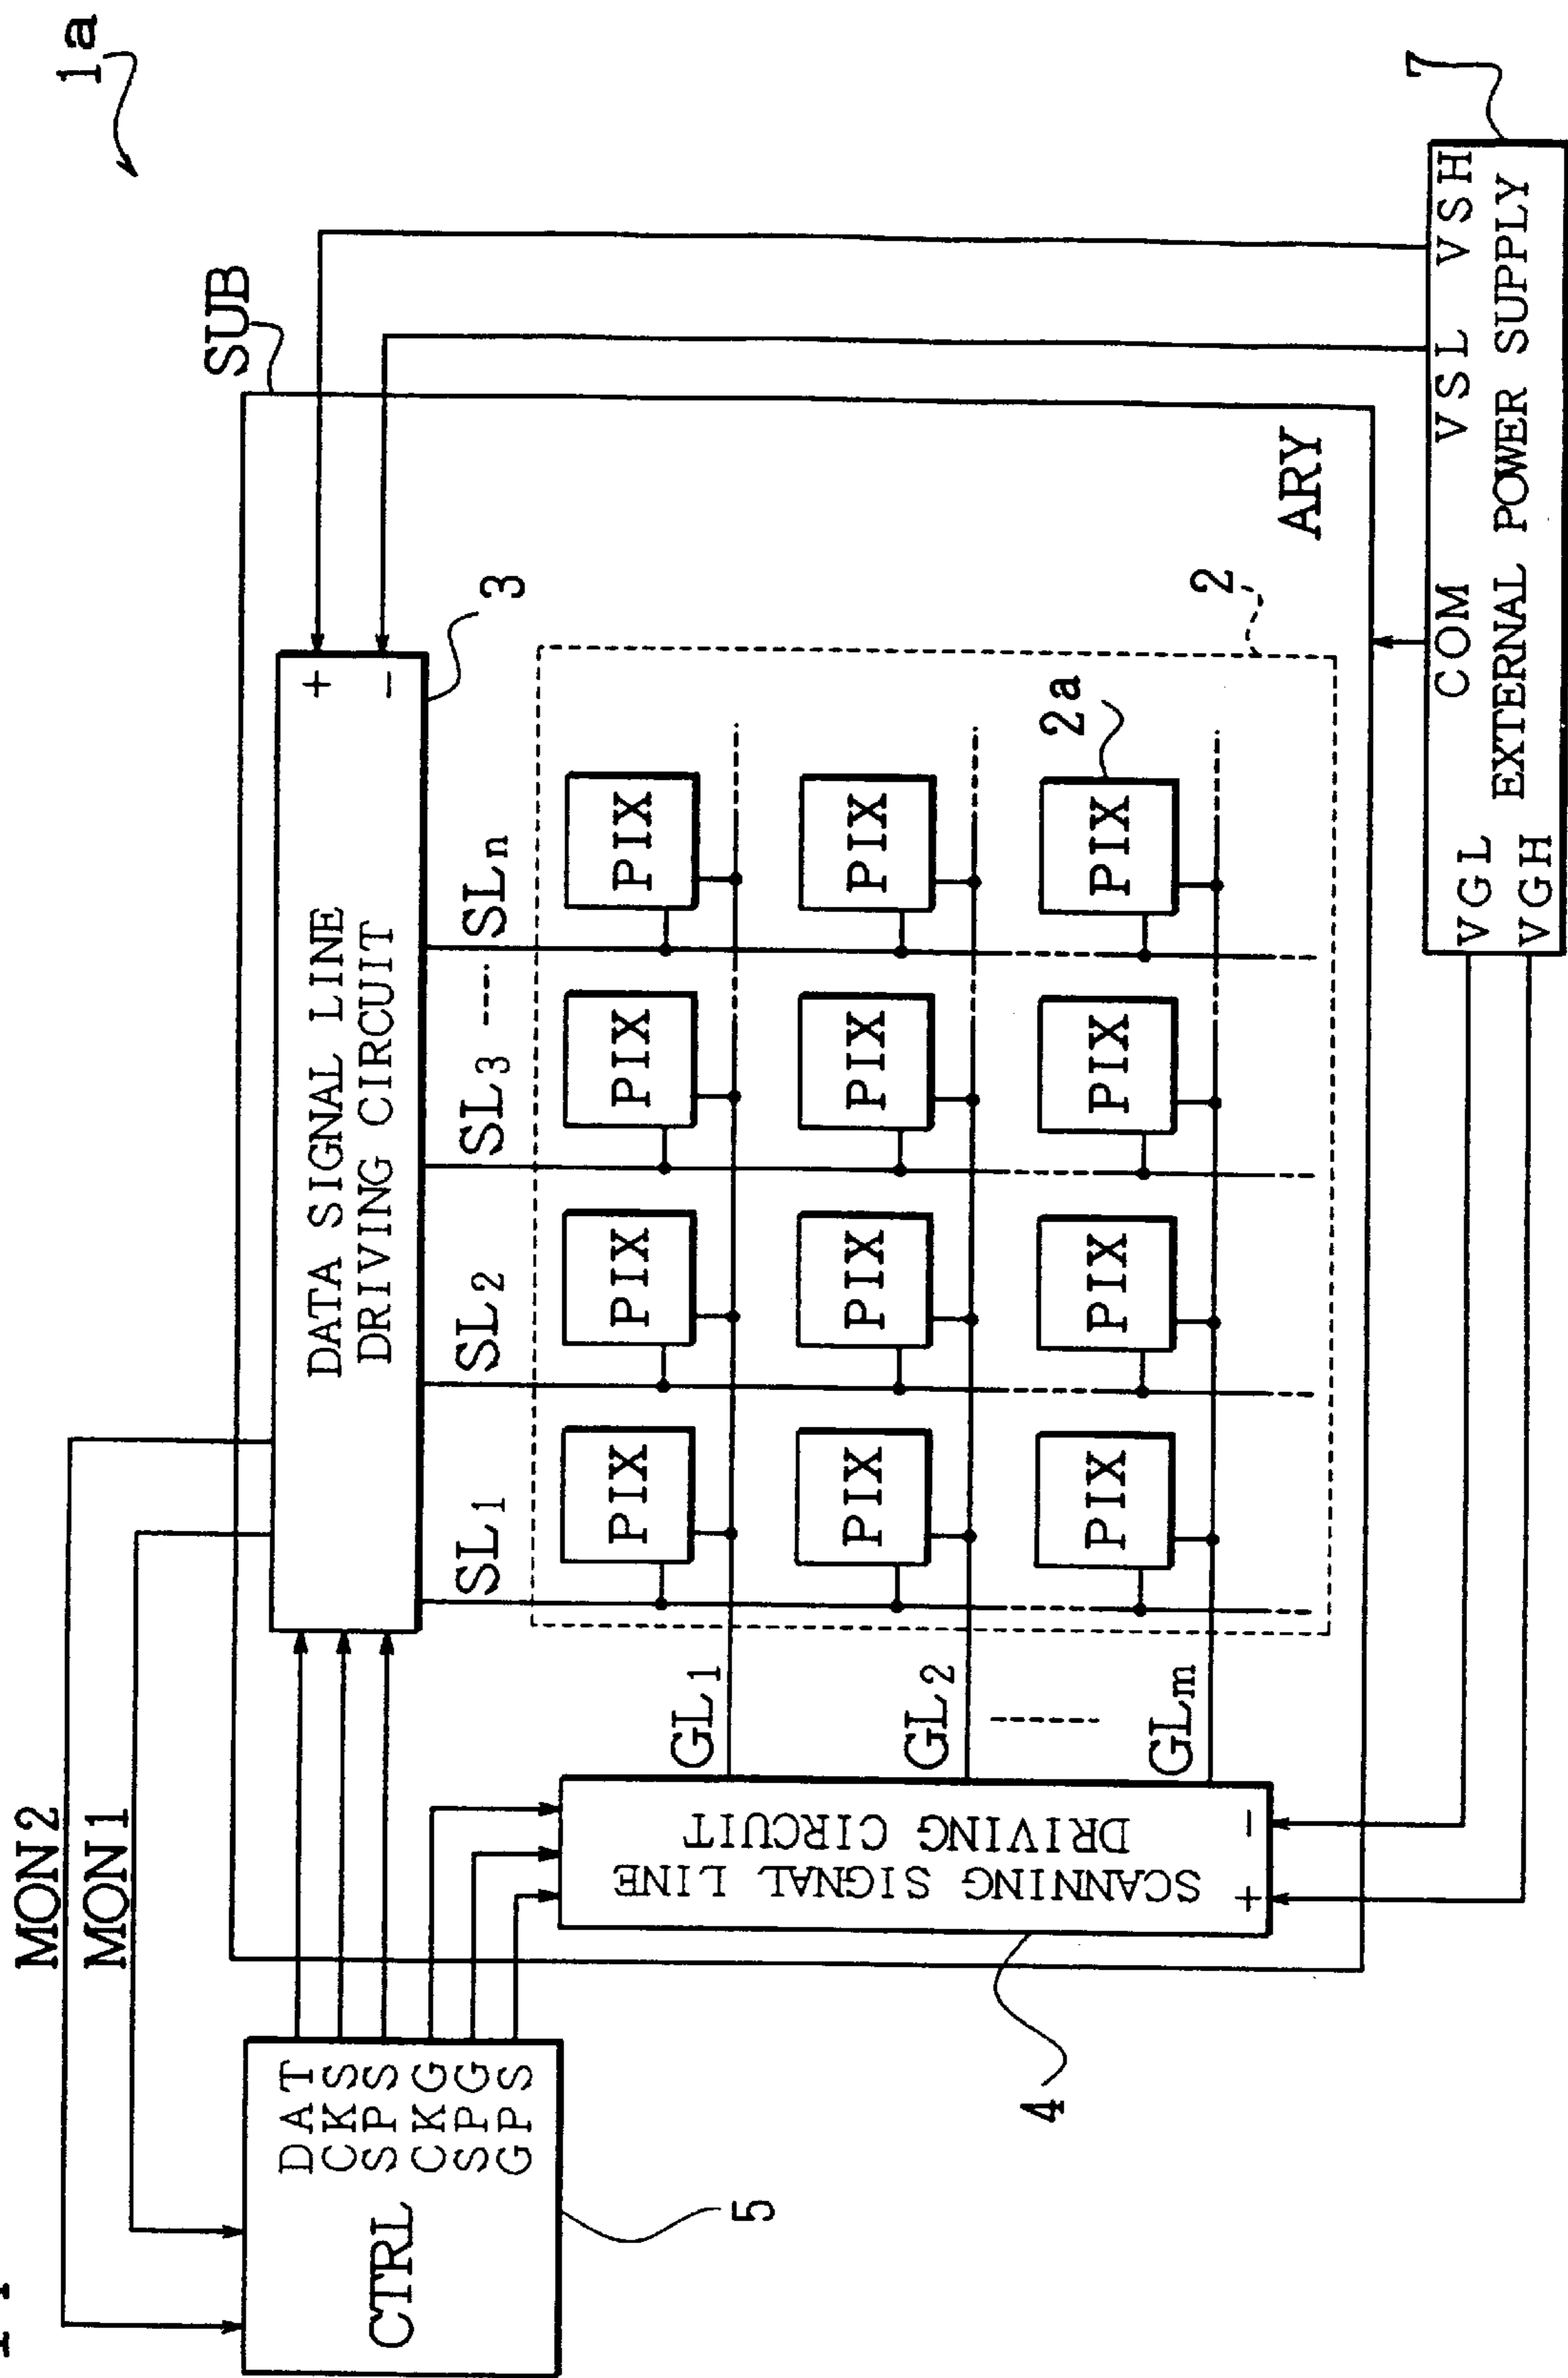 1a
MON2
MON1
SUB
CTRL
DAT
CKS
SPS
CKG
SPG
GPS
5
DATA SIGNAL LINE
DRIVING CIRCUIT
+
-
3
SL1
SL2
SL3 ----
SLn
SCANNING SIGNAL LINE
DRIVING CIRCUIT
+
-
4
GL1
GL2
GLm
PIX
PIX
PIX
PIX
PIX
PIX
PIX
PIX
PIX
PIX
PIX
PIX
2a
2
ARY
VGL
VGH
COM
VSL
VSH
EXTERNAL POWER SUPPLY
7